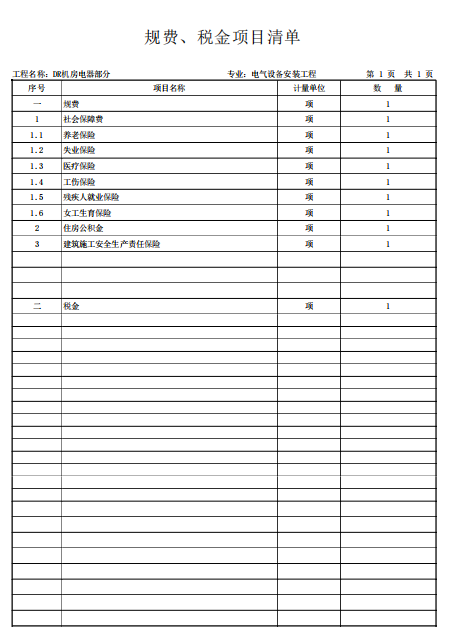 规费、税金项目清单
工程名称：DR机房电器部分 专业：电气设备安装工程 第 1 页 共 1 页
序号 项目名称 计量单位 数 量
一 规费 项 1
1 社会保障费 项 1
1.1 养老保险 项 1
1.2 失业保险 项 1
1.3 医疗保险 项 1
1.4 工伤保险 项 1
1.5 残疾人就业保险 项 1
1.6 女工生育保险 项 1
2 住房公积金 项 1
3 建筑施工安全生产责任保险 项 1
二 税金 项 1